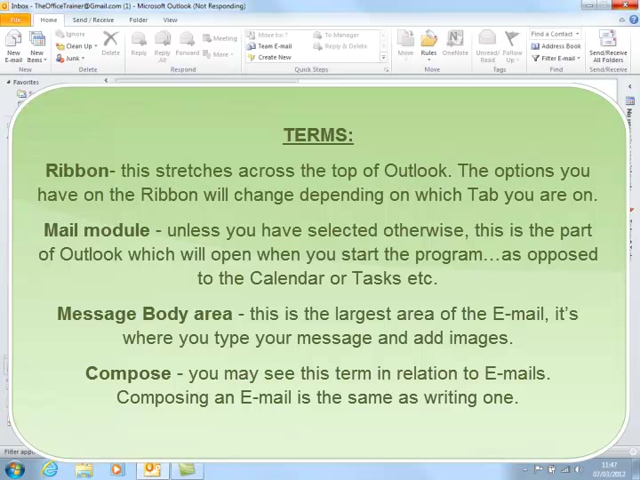 Inbox - TheOfficeTrainer@Gmail.com (1) - Microsoft Outlook (Not Responding)
File Home Send / Receive Folder View
New E-mail
New Items
New
Ignore
Clean Up
Junk
Delete
Delete
Reply
Reply All
Forward
Meeting
More
Respond
Move to: ?
Team E-mail
Create New
To Manager
Reply & Delete
Quick Steps
Move
Rules
OneNote
Move
Unread/ Read
Follow Up
Tags
Find a Contact
Address Book
Filter E-mail
Find
Send/Receive All Folders
Send/Receive
Favorites
TERMS:
Ribbon- this stretches across the top of Outlook. The options you
have on the Ribbon will change depending on which Tab you are on.
Mail module - unless you have selected otherwise, this is the part
of Outlook which will open when you start the program…as opposed
to the Calendar or Tasks etc.
Message Body area - this is the largest area of the E-mail, it's
where you type your message and add images.
Compose - you may see this term in relation to E-mails.
Composing an E-mail is the same as writing one.
Filter appl
11:47
07/03/2012